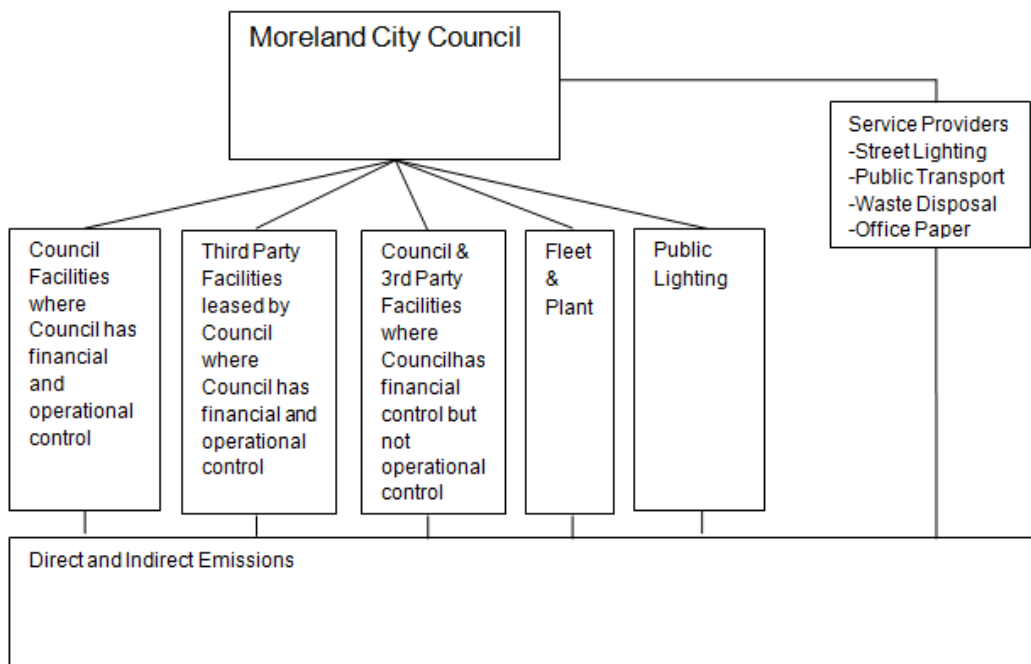 Moreland City Council
Service Providers
-Street Lighting
-Public Transport
-Waste Disposal
-Office Paper
Council
Facilities
where
Council has
financial
and
operational
control
Third Party
Facilities
leased by
Council
where
Council has
financial and
operational
control
Council &
3rd Party
Facilities
where
Councilhas
financial
control but
not
operational
control
Fleet
&
Plant
Public
Lighting
Direct and Indirect Emissions